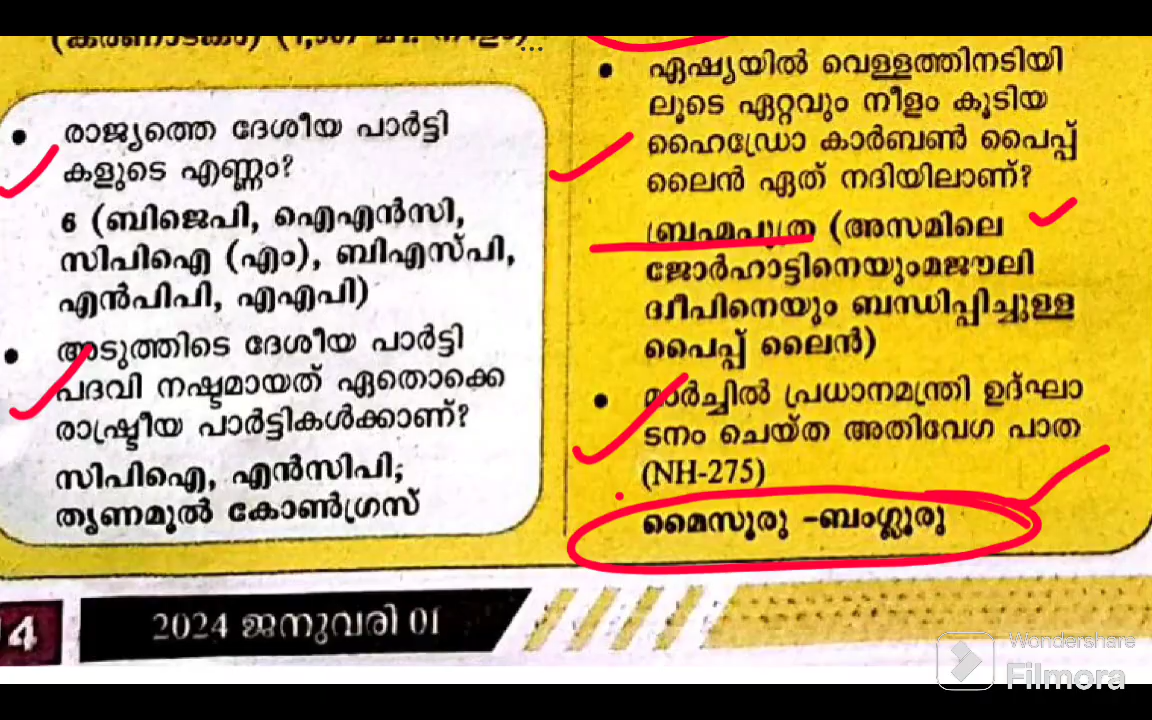 രാജ്യത്തെ ദേശീയ പാർട്ടി
കളുടെ എണ്ണം?
6 (ബിജെപി, ഐഎൻസി,
സിപിഐ (എം), ബിഎസ്പി,
എൻപിപി, എഎപി)
അടുത്തിടെ ദേശീയ പാർട്ടി
പദവി നഷ്ടമായത് ഏതൊക്കെ
രാഷ്ട്രീയ പാർട്ടികൾക്കാണ്?
സിപിഐ, എൻസിപി;
തൃണമൂൽ കോൺഗ്രസ്
ഏഷ്യയിൽ വെള്ളത്തിനടിയി
ലൂടെ ഏറ്റവും നീളം കൂടിയ
ഹൈഡ്രോ കാർബൺ പൈപ്പ്
ലൈൻ ഏത് നദിയിലാണ്?
ബ്രഹ്മപുത്ര (അസമിലെ
ജോർഹാട്ടിനെയുംമജൗലി
ദ്വീപിനെയും ബന്ധിപ്പിച്ചുള്ള
പൈപ്പ് ലൈൻ)
മാർച്ചിൽ പ്രധാനമന്ത്രി ഉദ്ഘാ
ടനം ചെയ്ത അതിവേഗ പാത
(NH-275)
മൈസൂരു -ബംഗ്ലൂരു
4
2024 ജനുവരി 01
Wondershare
Filmora